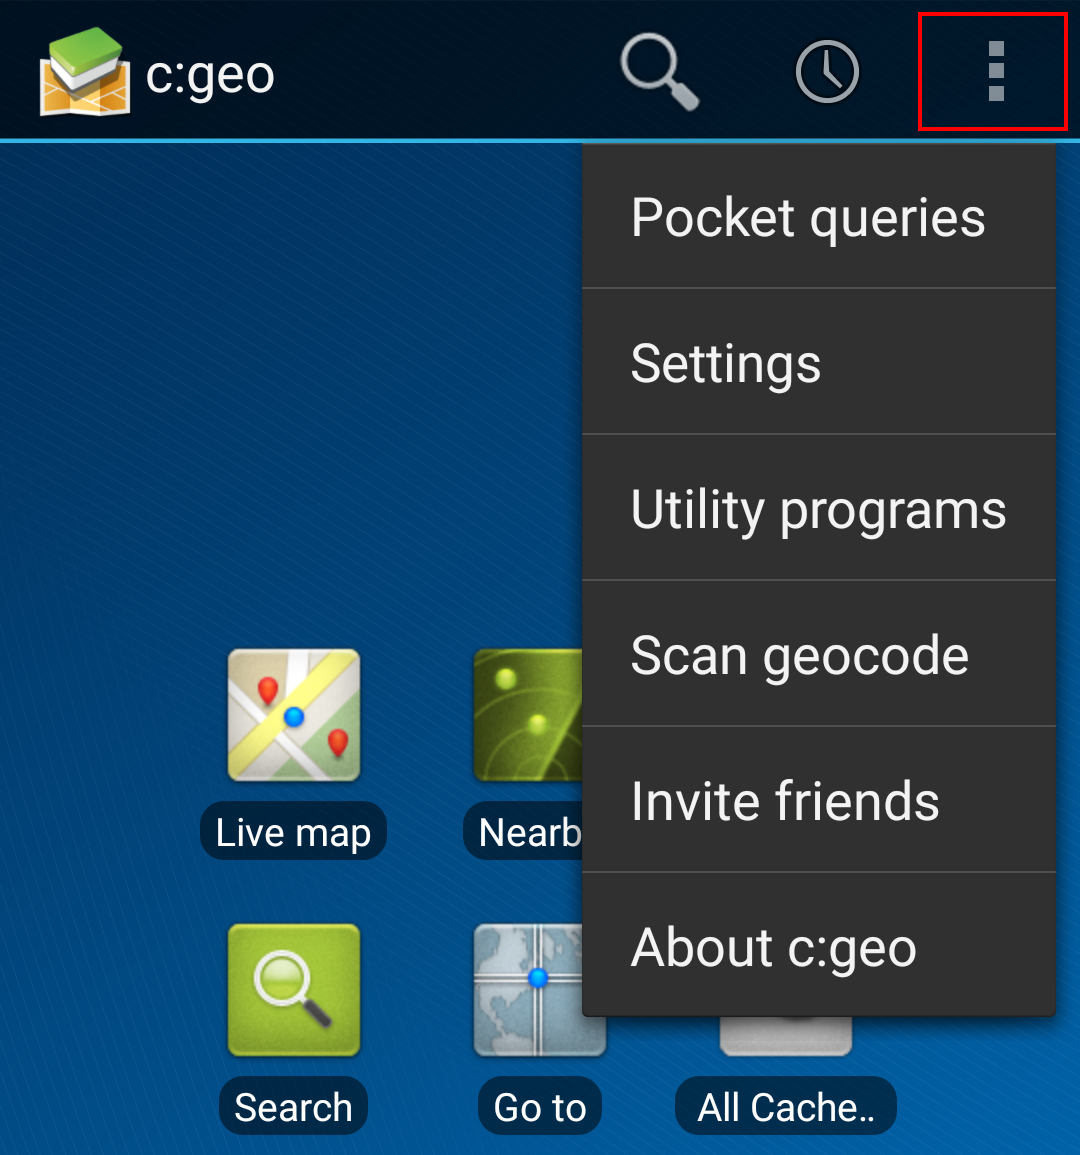 c:geo
Pocket queries
Settings
Utility programs
Scan geocode
Invite friends
About c:geo
Live map
Nearb
Search
Go to
All Cache..